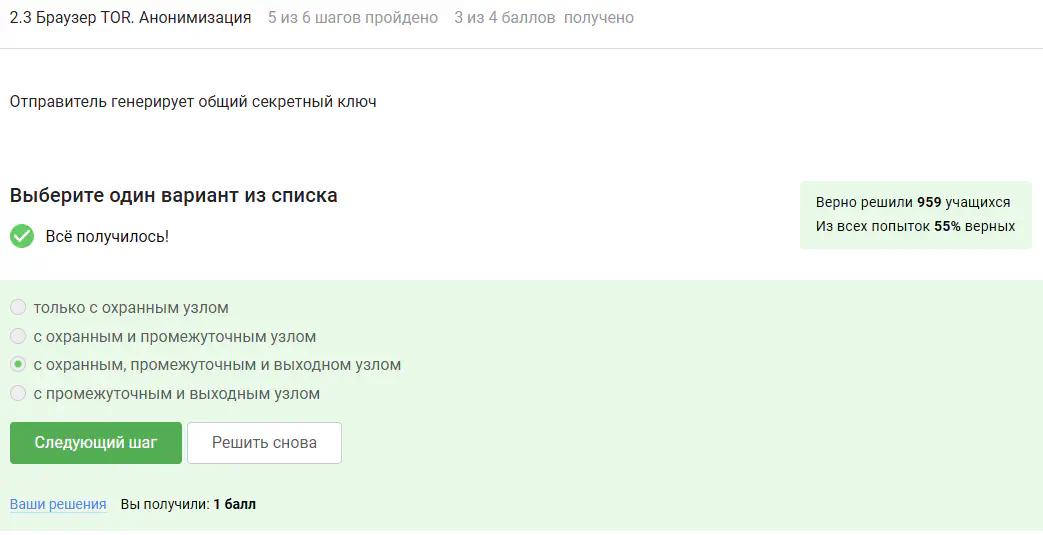 2.3 Браузер TOR. Анонимизация 5 из 6 шагов пройдено 3 из 4 баллов получено
Отправитель генерирует общий секретный ключ
Выберите один вариант из списка
Всё получилось!
Верно решили 959 учащихся
Из всех попыток 55% верных
только с охранным узлом
с охранным и промежуточным узлом
с охранным, промежуточным и выходном узлом
с промежуточным и выходным узлом
Следующий шаг Решить снова
Ваши решения Вы получили: 1 балл